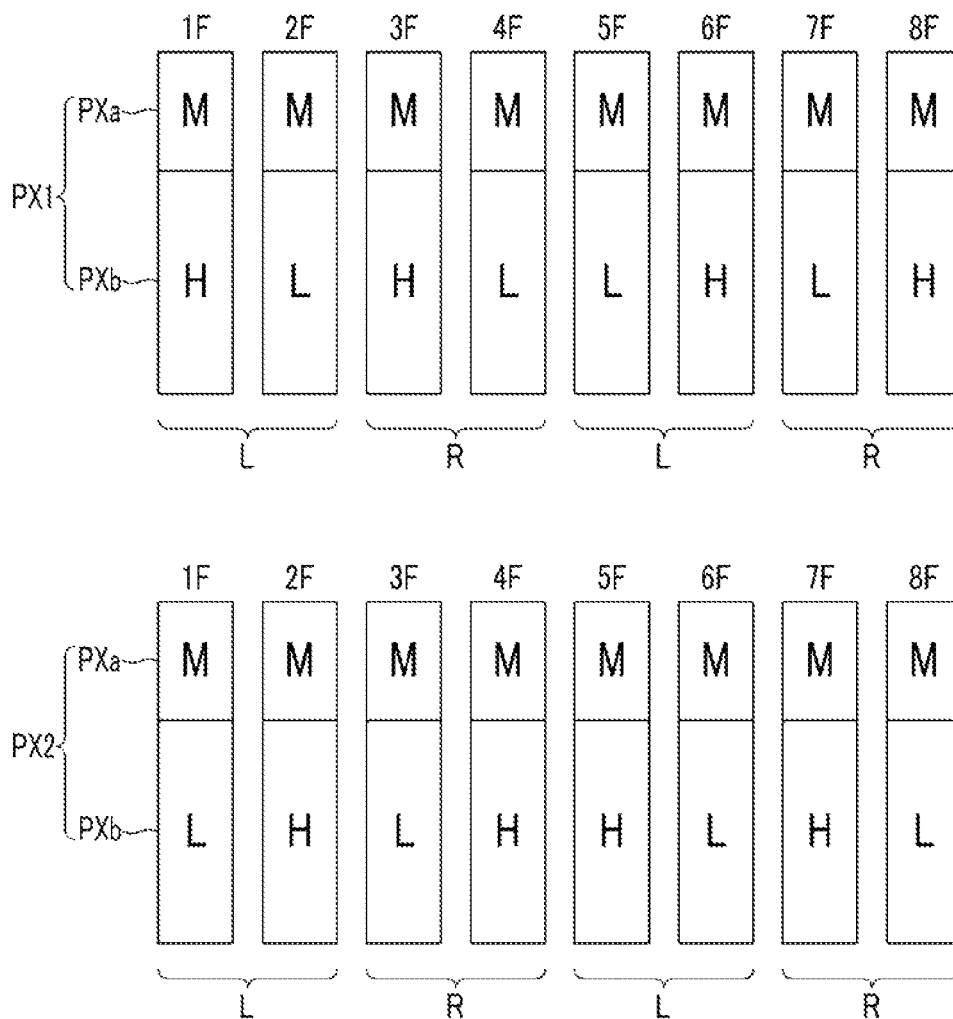 1F 2F 3F 4F 5F 6F 7F 8F
PXa M M M M M M M M
PX1
PXb H L H L L H L H
L R L R
1F 2F 3F 4F 5F 6F 7F 8F
PXa M M M M M M M M
PX2
PXb L H L H H L H L
L R L R